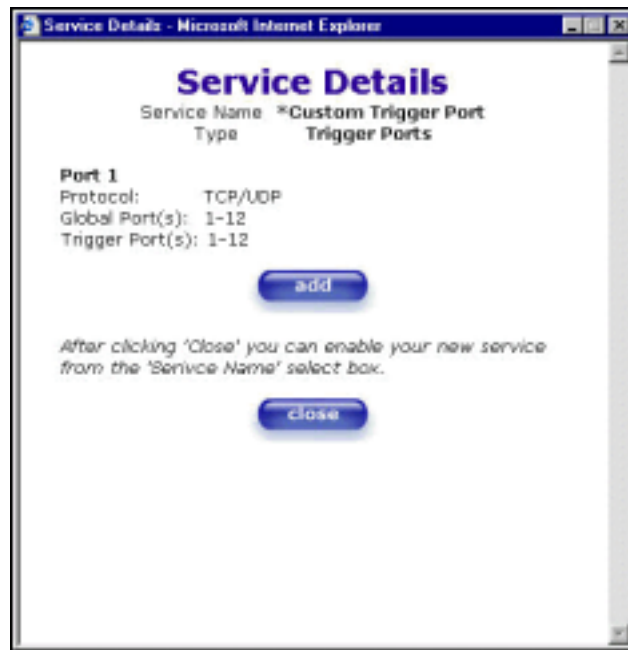 Service Details - Microsoft Internet Explorer
Service Details
Service Name *Custom Trigger Port
Type Trigger Ports
Port 1
Protocol: TCP/UDP
Global Port(s): 1-12
Trigger Port(s): 1-12
add
After clicking 'Close' you can enable your new service
from the 'Serivce Name' select box.
close